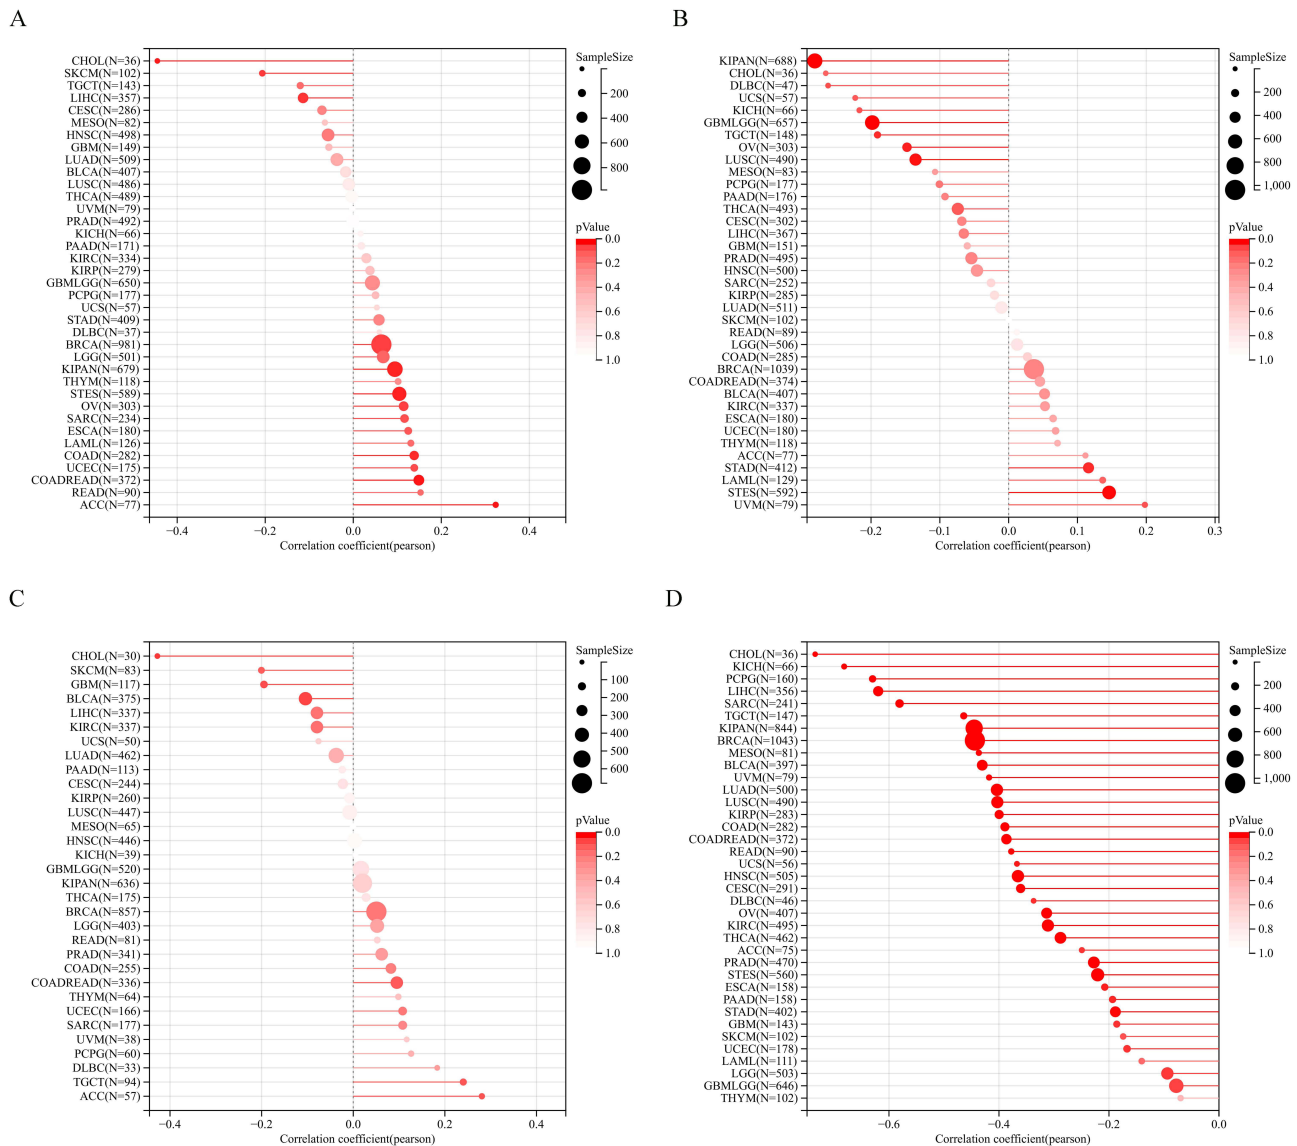 A
CHOL(N=36)
SKCM(N=102)
TGCT(N=143)
LIHC(N=357)
CESC(N=286)
MESO(N=82)
HNSC(N=498)
GBM(N=149)
LUAD(N=509)
BLCA(N=407)
LUSC(N=486)
THCA(N=489)
UVM(N=79)
PRAD(N=492)
KICH(N=66)
PAAD(N=171)
KIRC(N=334)
KIRP(N=279)
GBMLGG(N=650)
PCPG(N=177)
UCS(N=57)
STAD(N=409)
DLBC(N=37)
BRCA(N=981)
LGG(N=501)
KIPAN(N=679)
THYM(N=118)
STES(N=589)
OV(N=303)
SARC(N=234)
ESCA(N=180)
LAML(N=126)
COAD(N=282)
UCEC(N=175)
COADREAD(N=372)
READ(N=90)
ACC(N=77)
−0.4 −0.2 0.0 0.2 0.4
Correlation coefficient(pearson)
SampleSize
200
400
600
800
pValue
0.0
0.2
0.4
0.6
0.8
1.0
B
KIPAN(N=688)
CHOL(N=36)
DLBC(N=47)
UCS(N=57)
KICH(N=66)
GBMLGG(N=657)
TGCT(N=148)
OV(N=303)
LUSC(N=490)
MESO(N=83)
PCPG(N=177)
PAAD(N=176)
THCA(N=493)
CESC(N=302)
LIHC(N=367)
GBM(N=151)
PRAD(N=495)
HNSC(N=500)
SARC(N=252)
KIRP(N=285)
LUAD(N=511)
SKCM(N=102)
READ(N=89)
LGG(N=506)
COAD(N=285)
BRCA(N=1039)
COADREAD(N=374)
BLCA(N=407)
KIRC(N=337)
ESCA(N=180)
UCEC(N=180)
THYM(N=118)
ACC(N=77)
STAD(N=412)
LAML(N=129)
STES(N=592)
UVM(N=79)
−0.2 −0.1 0.0 0.1 0.2 0.3
Correlation coefficient(pearson)
SampleSize
200
400
600
800
1,000
pValue
0.0
0.2
0.4
0.6
0.8
1.0
C
CHOL(N=30)
SKCM(N=83)
GBM(N=117)
BLCA(N=375)
LIHC(N=337)
KIRC(N=337)
UCS(N=50)
LUAD(N=462)
PAAD(N=113)
CESC(N=244)
KIRP(N=260)
LUSC(N=447)
MESO(N=65)
HNSC(N=446)
KICH(N=39)
GBMLGG(N=520)
KIPAN(N=636)
THCA(N=175)
BRCA(N=857)
LGG(N=403)
READ(N=81)
PRAD(N=341)
COAD(N=255)
COADREAD(N=336)
THYM(N=64)
UCEC(N=166)
SARC(N=177)
UVM(N=38)
PCPG(N=60)
DLBC(N=33)
TGCT(N=94)
ACC(N=57)
−0.4 −0.2 0.0 0.2 0.4
Correlation coefficient(pearson)
SampleSize
100
200
300
400
500
600
pValue
0.0
0.2
0.4
0.6
0.8
1.0
D
CHOL(N=36)
KICH(N=66)
PCPG(N=160)
LIHC(N=356)
SARC(N=241)
TGCT(N=147)
KIPAN(N=844)
BRCA(N=1043)
MESO(N=81)
BLCA(N=397)
UVM(N=79)
LUAD(N=500)
LUSC(N=490)
KIRP(N=283)
COAD(N=282)
COADREAD(N=372)
READ(N=90)
UCS(N=56)
HNSC(N=505)
CESC(N=291)
DLBC(N=46)
OV(N=407)
KIRC(N=495)
THCA(N=462)
ACC(N=75)
PRAD(N=470)
STES(N=560)
ESCA(N=158)
PAAD(N=158)
STAD(N=402)
GBM(N=143)
SKCM(N=102)
UCEC(N=178)
LAML(N=111)
LGG(N=503)
GBMLGG(N=646)
THYM(N=102)
−0.6 −0.4 −0.2 0.0
Correlation coefficient(pearson)
SampleSize
200
400
600
800
1,000
pValue
0.0
0.2
0.4
0.6
0.8
1.0